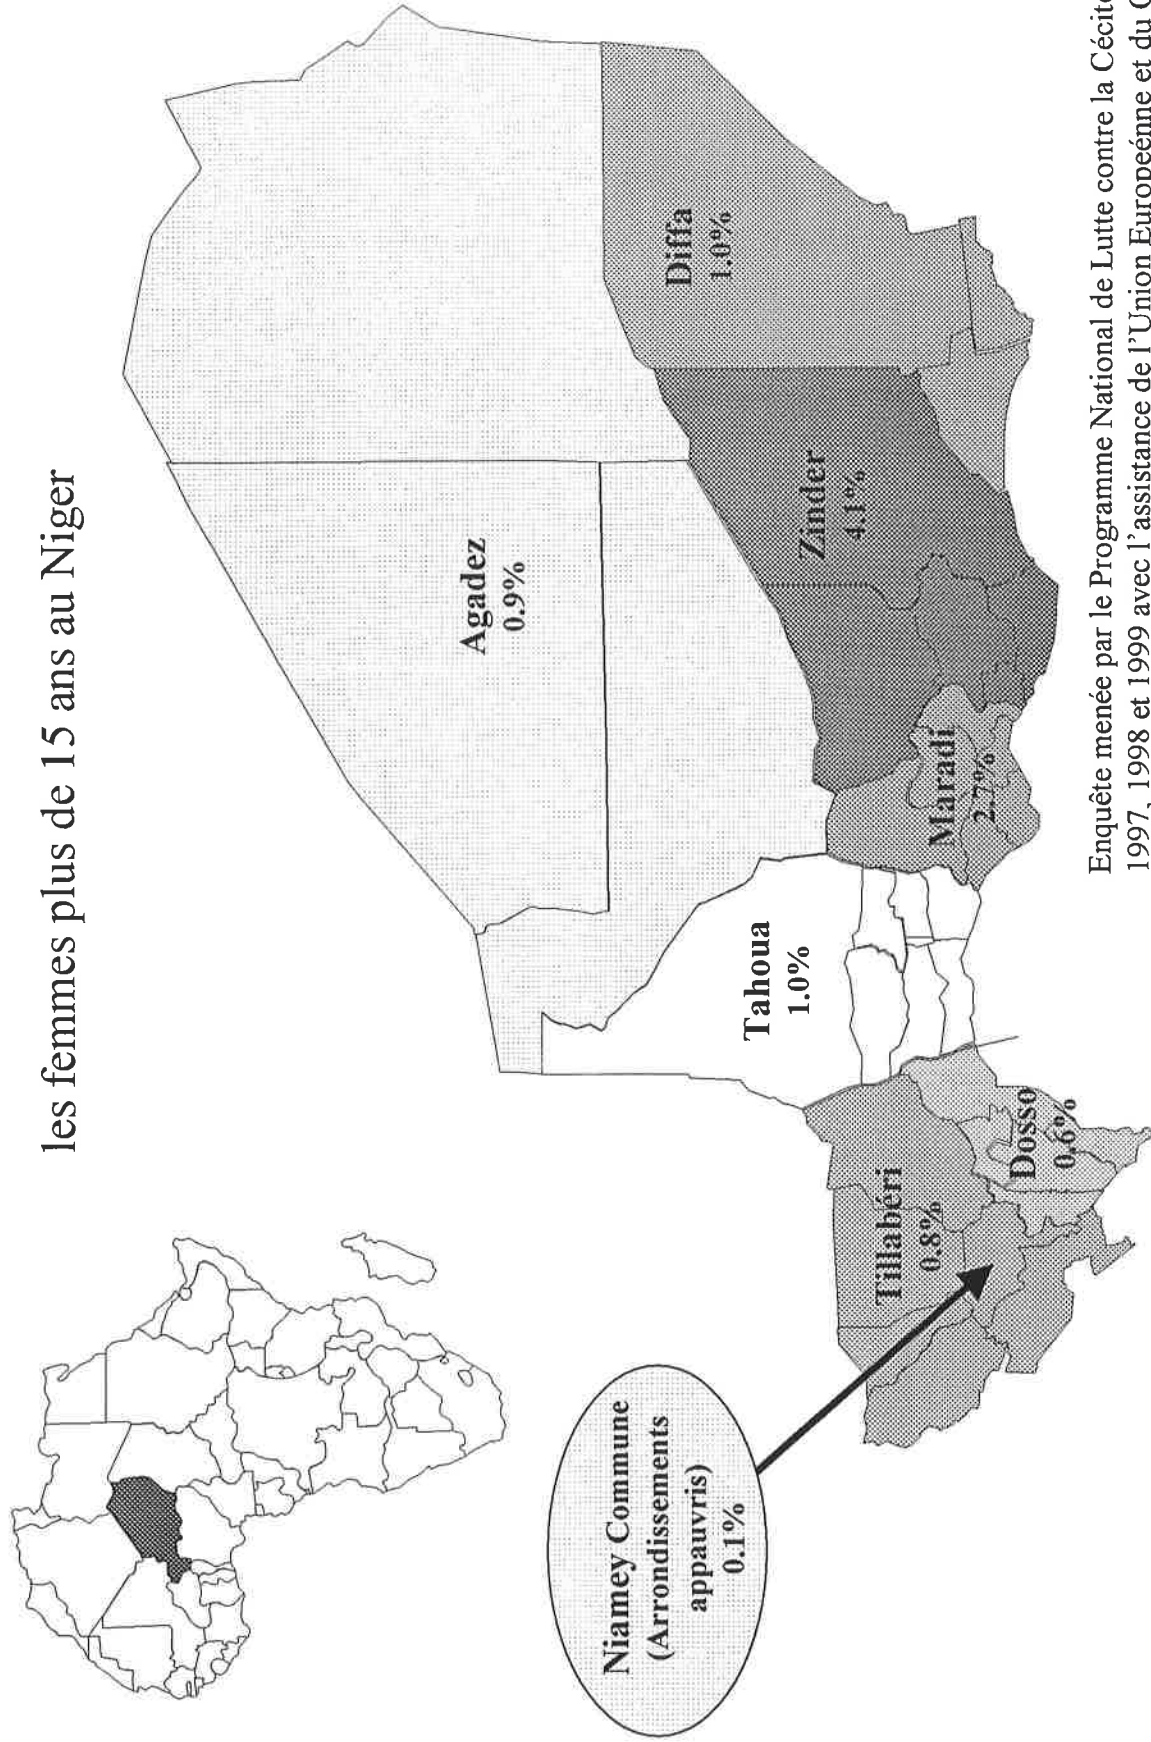 les femmes plus de 15 ans au Niger
Agadez
0.9%
Diffa
1.0%
Zinder
4.1%
Maradi
2.7%
Tahoua
1.0%
Tillabéri
0.8%
Dosso
0.6%
Niamey Commune
(Arrondissements
appauvris)
0.1%
Enquête menée par le Programme National de Lutte contre la
1997, 1998 et 1999 avec l'assistance de l'Union Europeénne et du